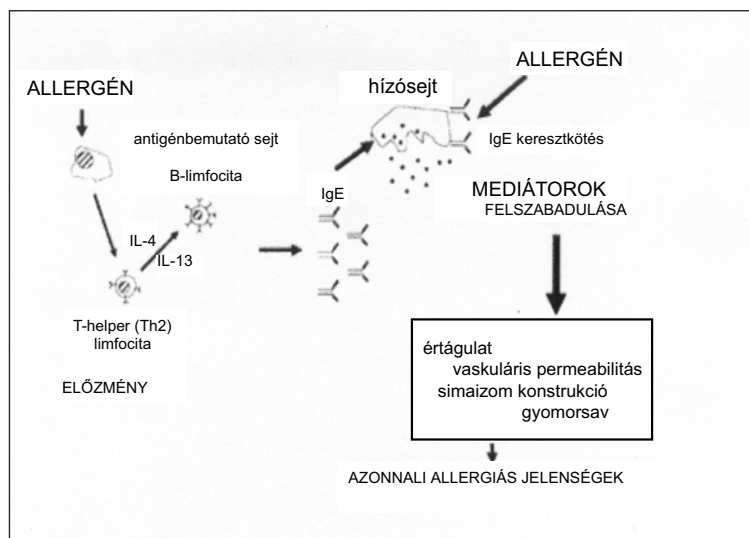 ALLERGÉN
antigénbemutató sejt
B-limfocita
IL-4
IL-13
T-helper (Th2)
limfocita
ELŐZMÉNY
IgE
hízósejt
ALLERGÉN
IgE keresztkötés
MEDIÁTOROK
FELSZABADULÁSA
értágulat
vaskuláris permeabilitás
simaizom konstrukció
gyomorsav
AZONNALI ALLERGIÁS JELENSÉGEK